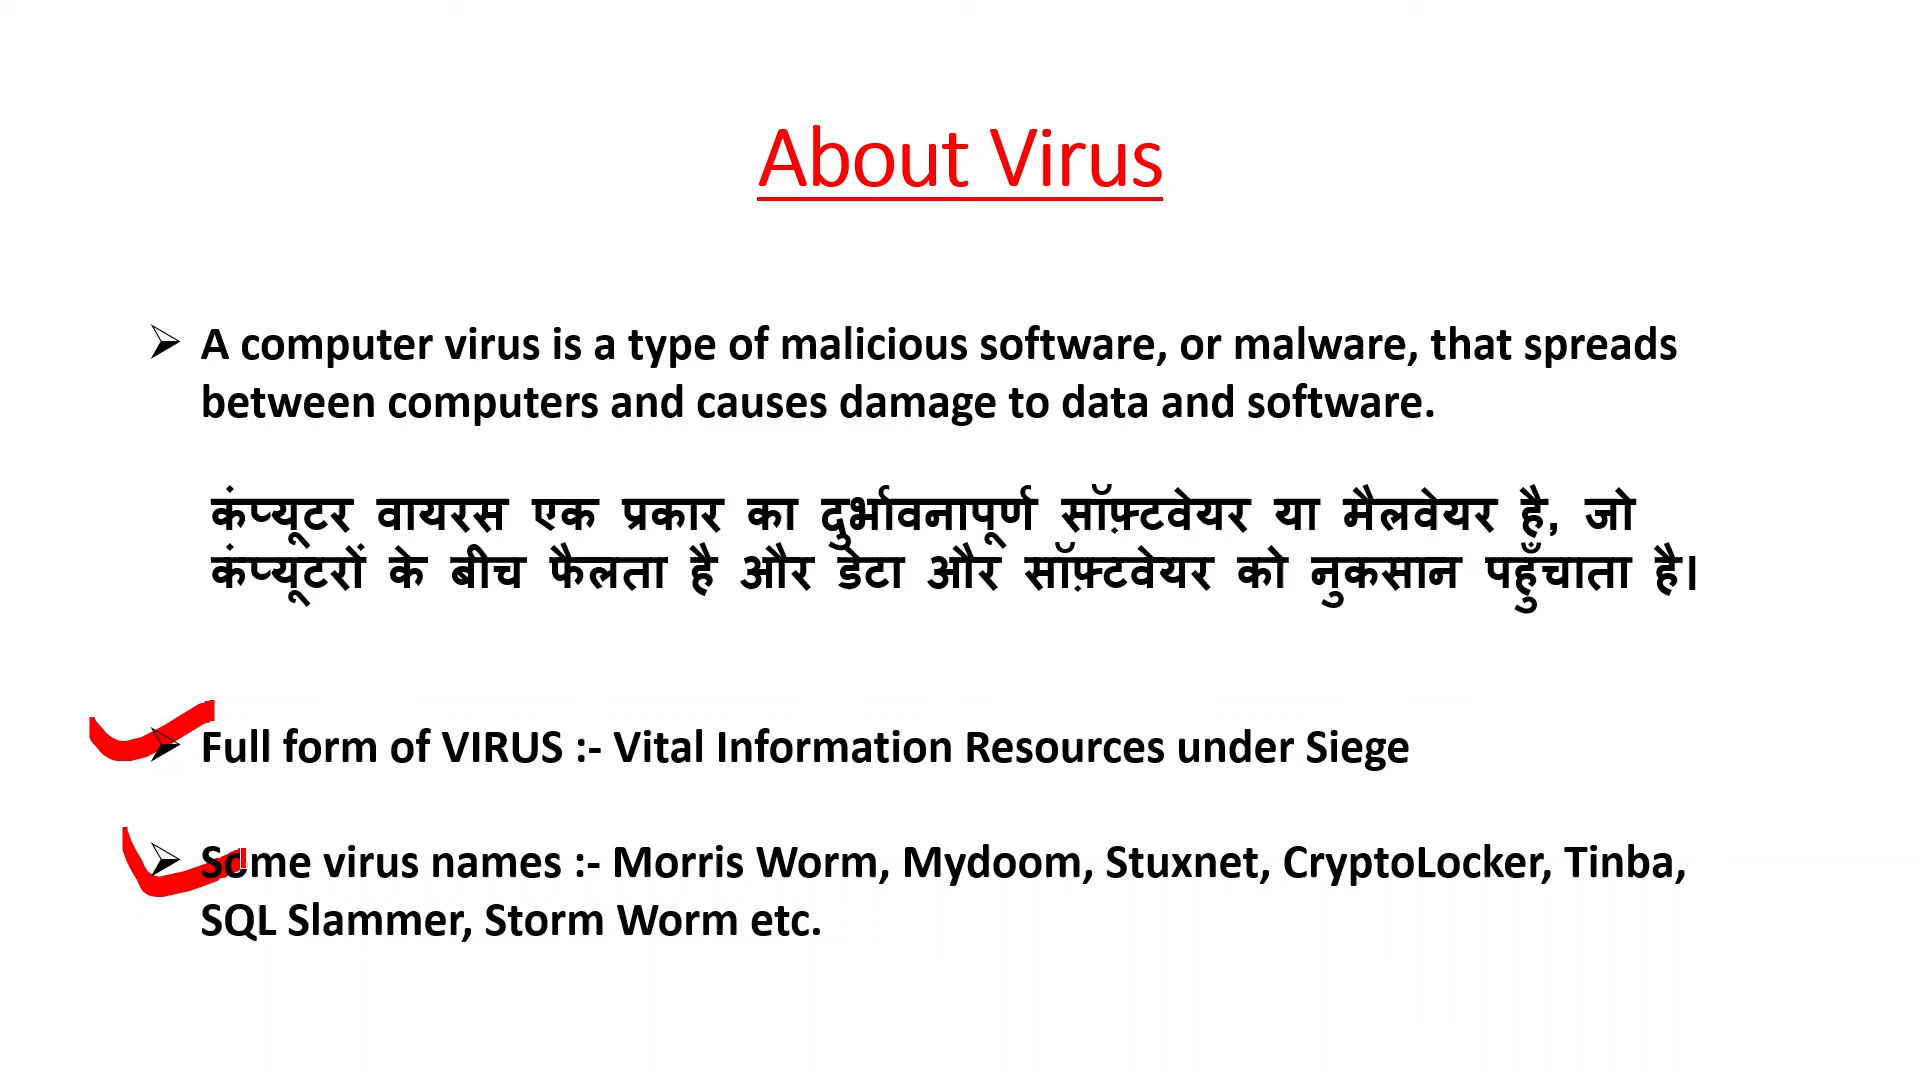 About Virus
A computer virus is a type of malicious software, or malware, that spreads
between computers and causes damage to data and software.
कंप्यूटर वायरस एक प्रकार का दुर्भावनापूर्ण सॉफ़्टवेयर या मैलवेयर है, जो
कंप्यूटरों के बीच फैलता है और डेटा और सॉफ़्टवेयर को नुकसान पहुँचाता है।
Full form of VIRUS :- Vital Information Resources under Siege
Some virus names :- Morris Worm, Mydoom, Stuxnet, CryptoLocker, Tinba,
SQL Slammer, Storm Worm etc.